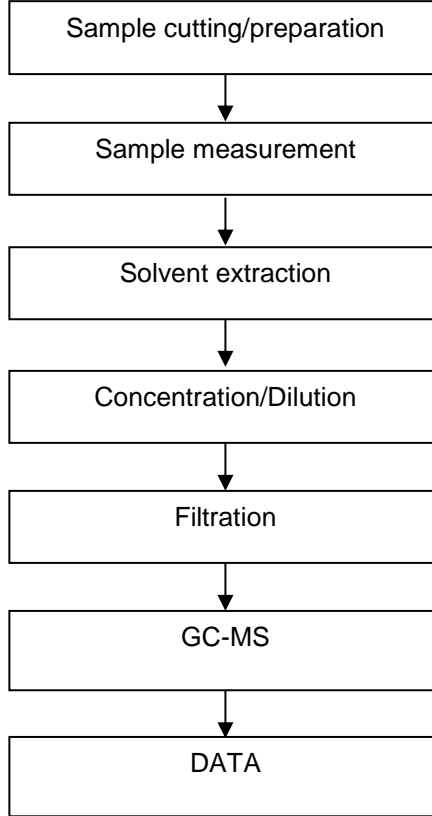 Sample cutting/preparation
Sample measurement
Solvent extraction
Concentration/Dilution
Filtration
GC-MS
DATA